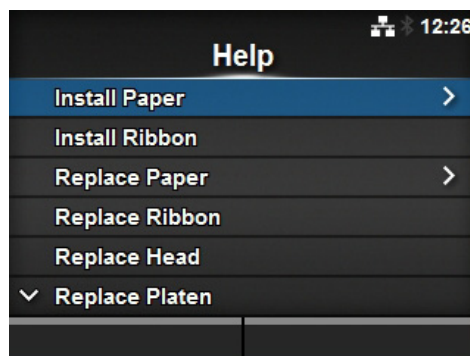 12:26
Help
Install Paper
Install Ribbon
Replace Paper
Replace Ribbon
Replace Head
Replace Platen